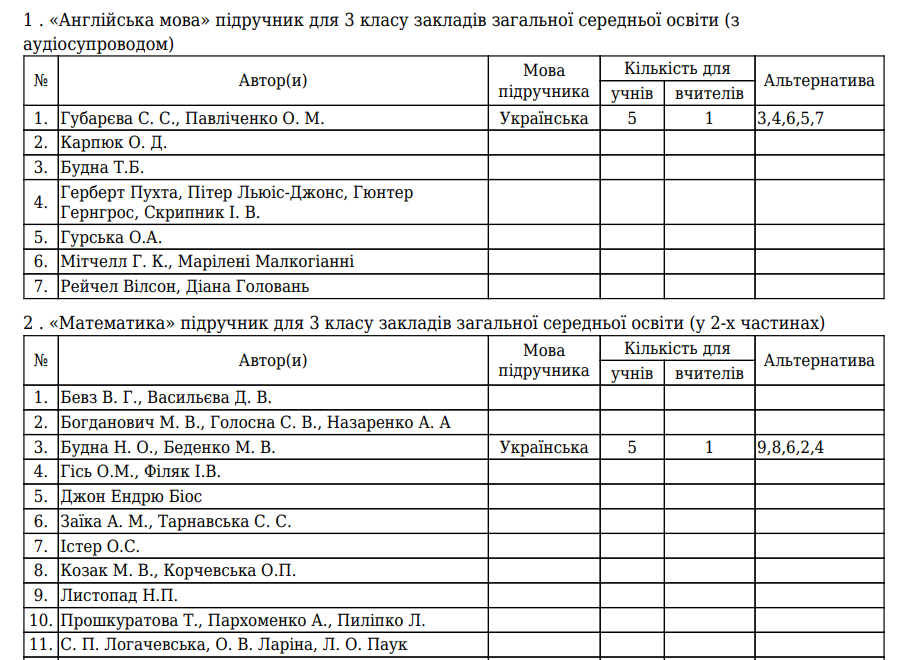 1 . «Англійська мова» підручник для 3 класу закладів загальної середньої освіти (з
аудіосупроводом)
№ Автор(и) Мова підручника Кількість для учнів вчителів Альтернатива
1. Губарєва С. С., Павліченко О. М. Українська 5 1 3,4,6,5,7
2. Карпюк О. Д.
3. Будна Т.Б.
4. Герберт Пухта, Пітер Льюіс-Джонс, Гюнтер
Гернгрос, Скрипник І. В.
5. Гурська О.А.
6. Мітчелл Г. К., Марілені Малкогіанні
7. Рейчел Вілсон, Діана Головань
2 . «Математика» підручник для 3 класу закладів загальної середньої освіти (у 2-х частинах)
№ Автор(и) Мова підручника Кількість для учнів вчителів Альтернатива
1. Бевз В. Г., Васильєва Д. В.
2. Богданович М. В., Голосна С. В., Назаренко А. А
3. Будна Н. О., Беденко М. В. Українська 5 1 9,8,6,2,4
4. Гісь О.М., Філяк І.В.
5. Джон Ендрю Біос
6. Заїка А. М., Тарнавська С. С.
7. Істер О.С.
8. Козак М. В., Корчевська О.П.
9. Листопад Н.П.
10. Прошкуратова Т., Пархоменко А., Пиліпко Л.
11. С. П. Логачевська, О. В. Ларіна, Л. О. Паук